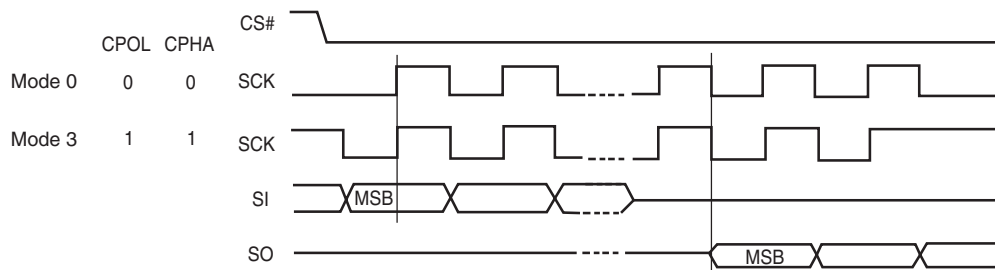 CS#
CPOL CPHA
Mode 0 0 0 SCK
Mode 3 1 1 SCK
SI MSB
SO MSB